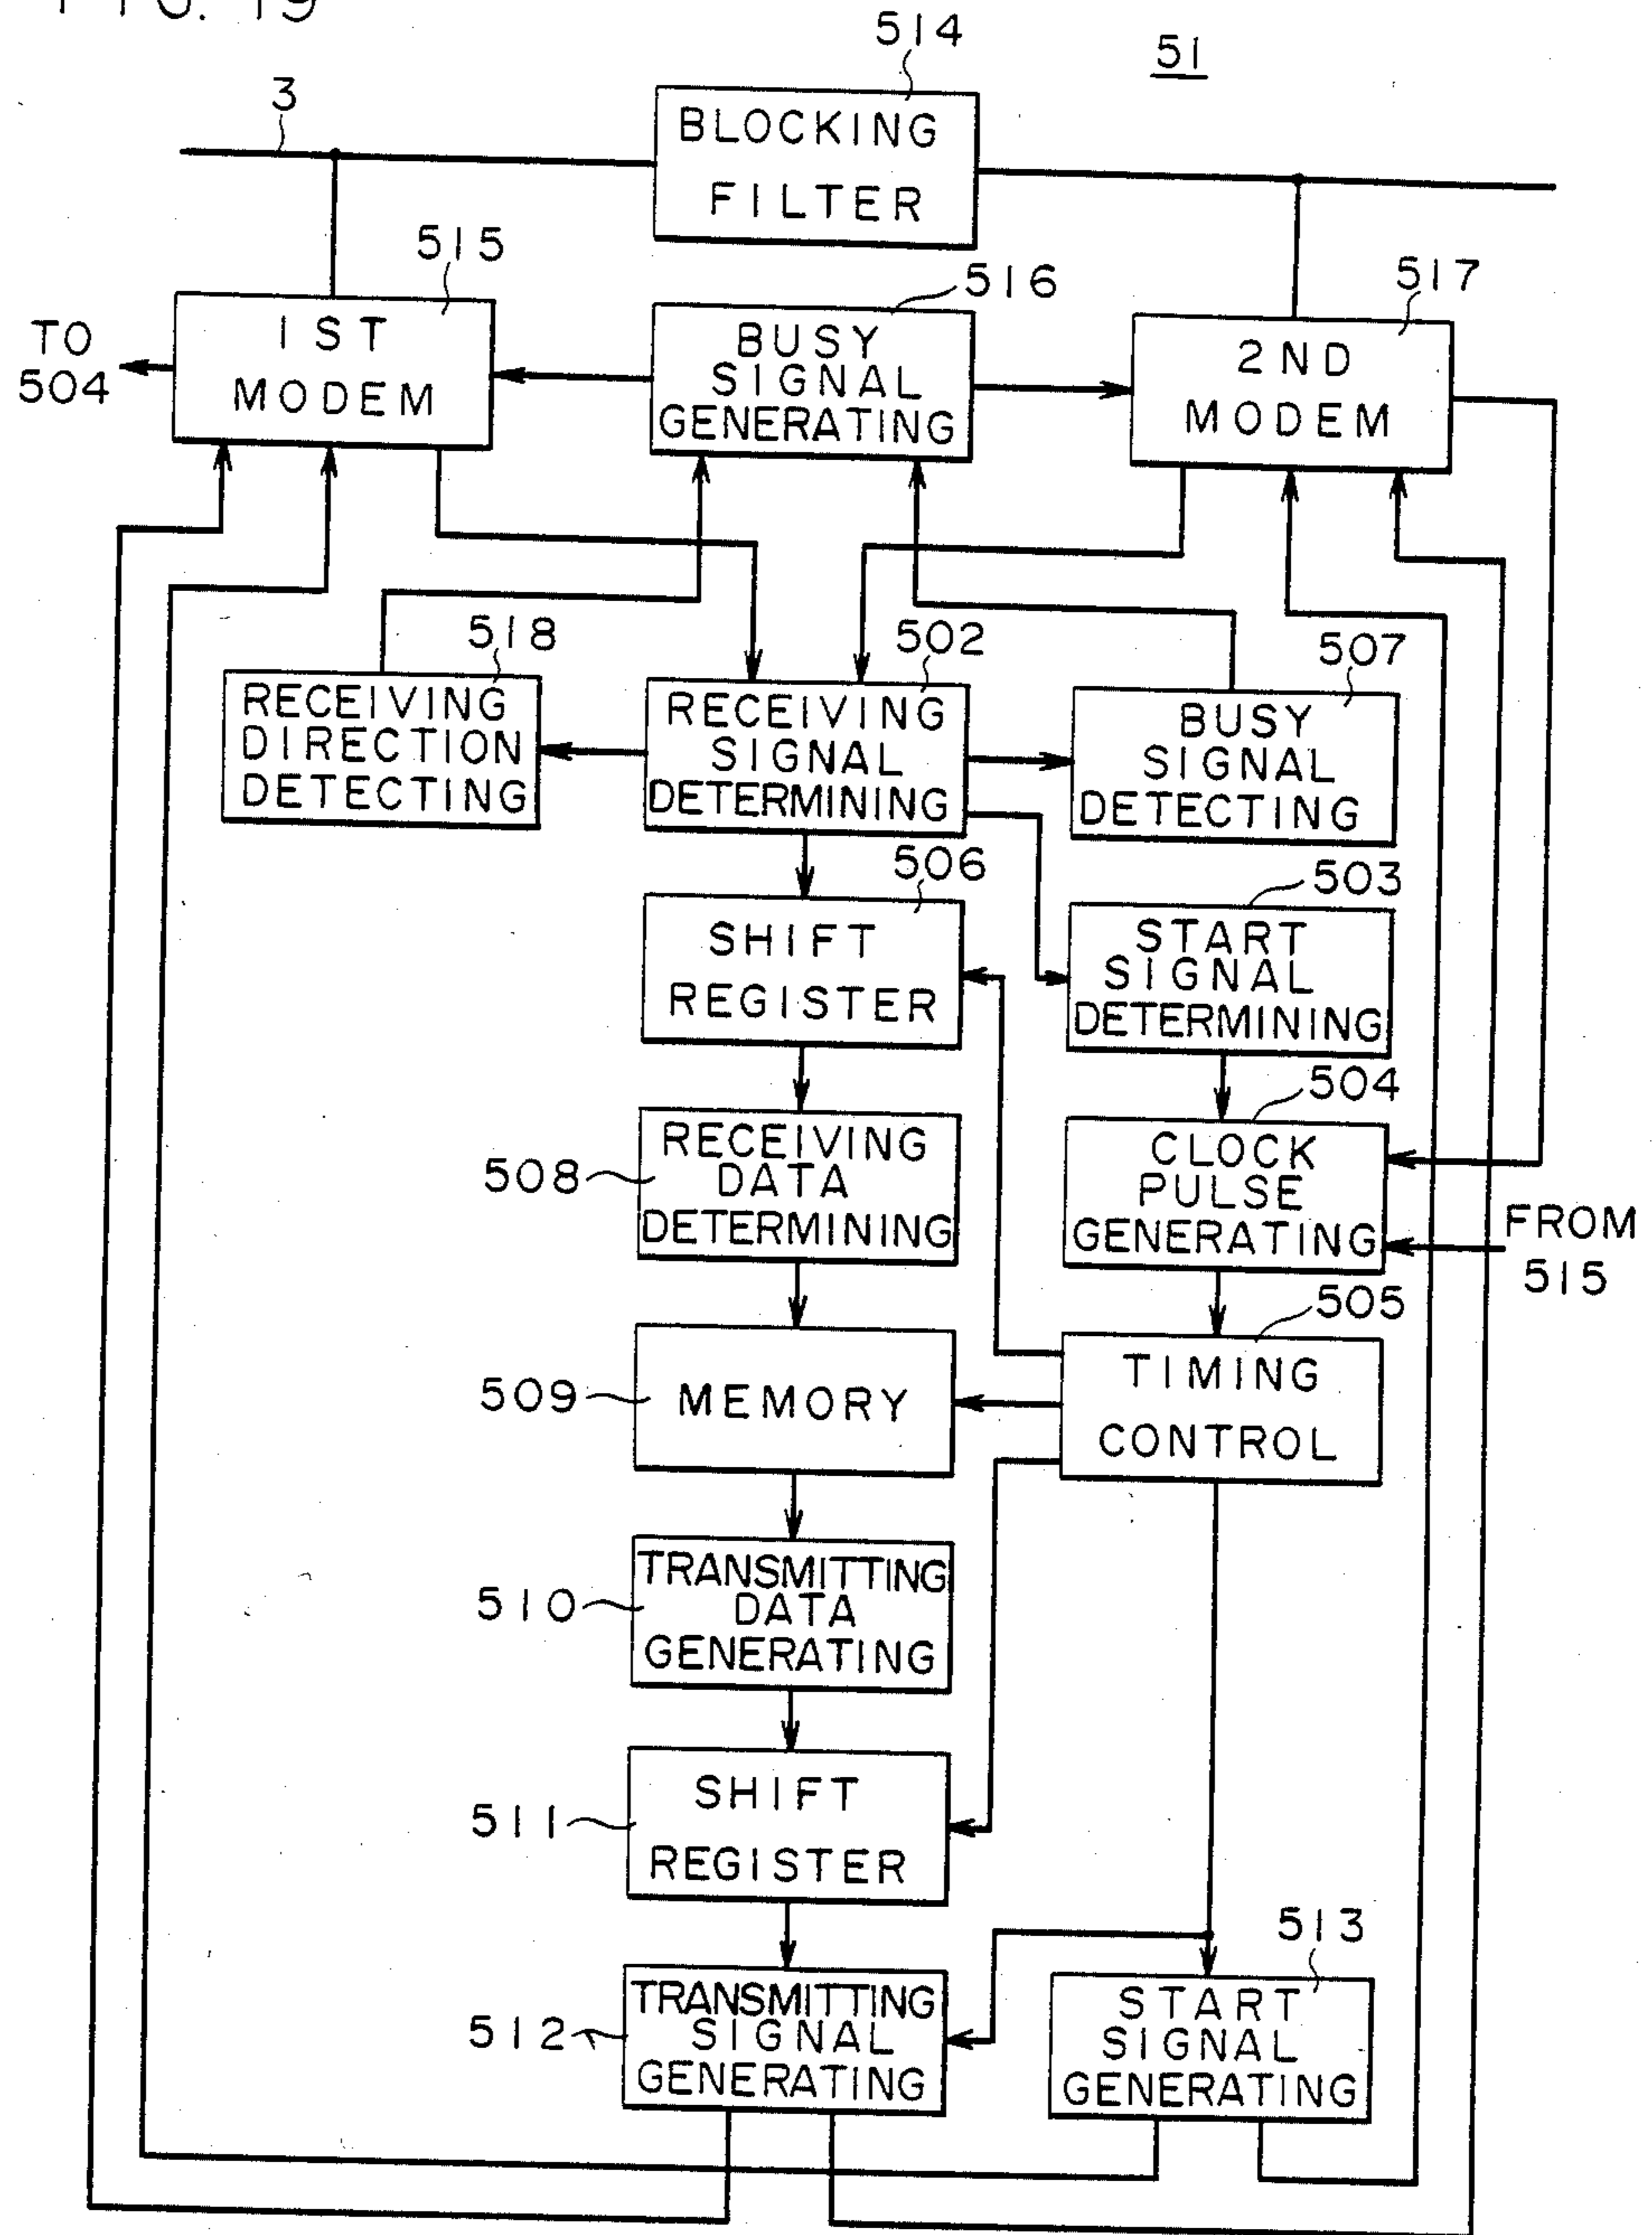 FIG. 19
514
51
3
BLOCKING
FILTER
515
516
517
TO
504
1ST
MODEM
BUSY
SIGNAL
GENERATING
2ND
MODEM
518
502
507
RECEIVING
DIRECTION
DETECTING
RECEIVING
SIGNAL
DETERMINING
BUSY
SIGNAL
DETECTING
506
503
SHIFT
REGISTER
START
SIGNAL
DETERMINING
504
508
RECEIVING
DATA
DETERMINING
CLOCK
PULSE
GENERATING
FROM
515
505
509
MEMORY
TIMING
CONTROL
510
TRANSMITTING
DATA
GENERATING
511
SHIFT
REGISTER
513
512
TRANSMITTING
SIGNAL
GENERATING
START
SIGNAL
GENERATING